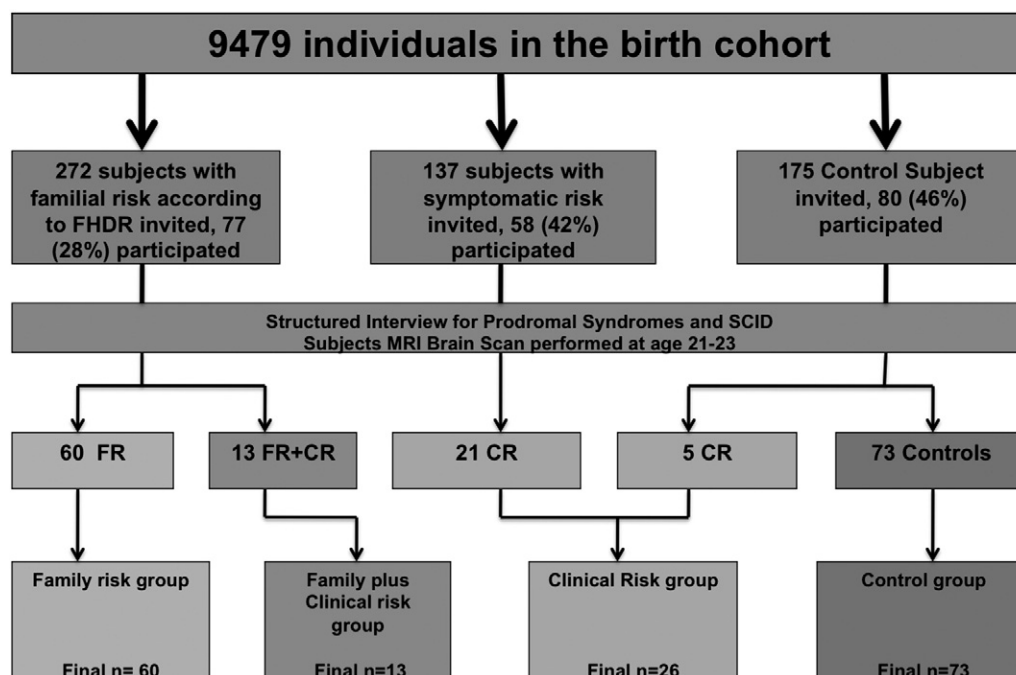 9479 individuals in the birth cohort
272 subjects with
familial risk according
to FHDR invited, 77
(28%) participated
137 subjects with
symptomatic risk
invited, 58 (42%)
participated
175 Control Subject
invited, 80 (46%)
participated
Structured Interview for Prodromal Syndromes and SCID
Subjects MRI Brain Scan performed at age 21-23
60 FR
13 FR+CR
21 CR
5 CR
73 Controls
Family risk group
Final n= 60
Family plus
Clinical risk
group
Final n=13
Clinical Risk group
Final n=26
Control group
Final n=73